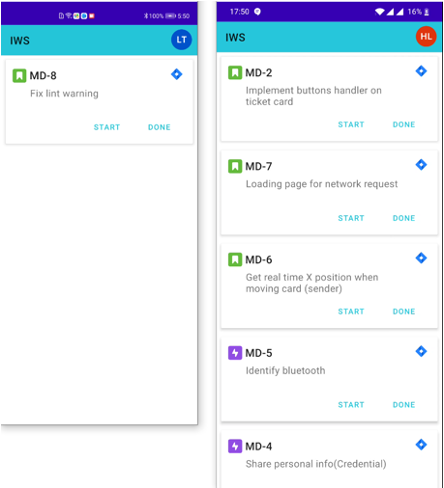 100% 5:50
IWS
LT
MD-8
Fix lint warning
START DONE
17:50 16%
IWS
HL
MD-2
Implement buttons handler on
ticket card
START DONE
MD-7
Loading page for network request
START DONE
MD-6
Get real time X position when
moving card (sender)
START DONE
MD-5
Identify bluetooth
START DONE
MD-4
Share personal info(Credential)